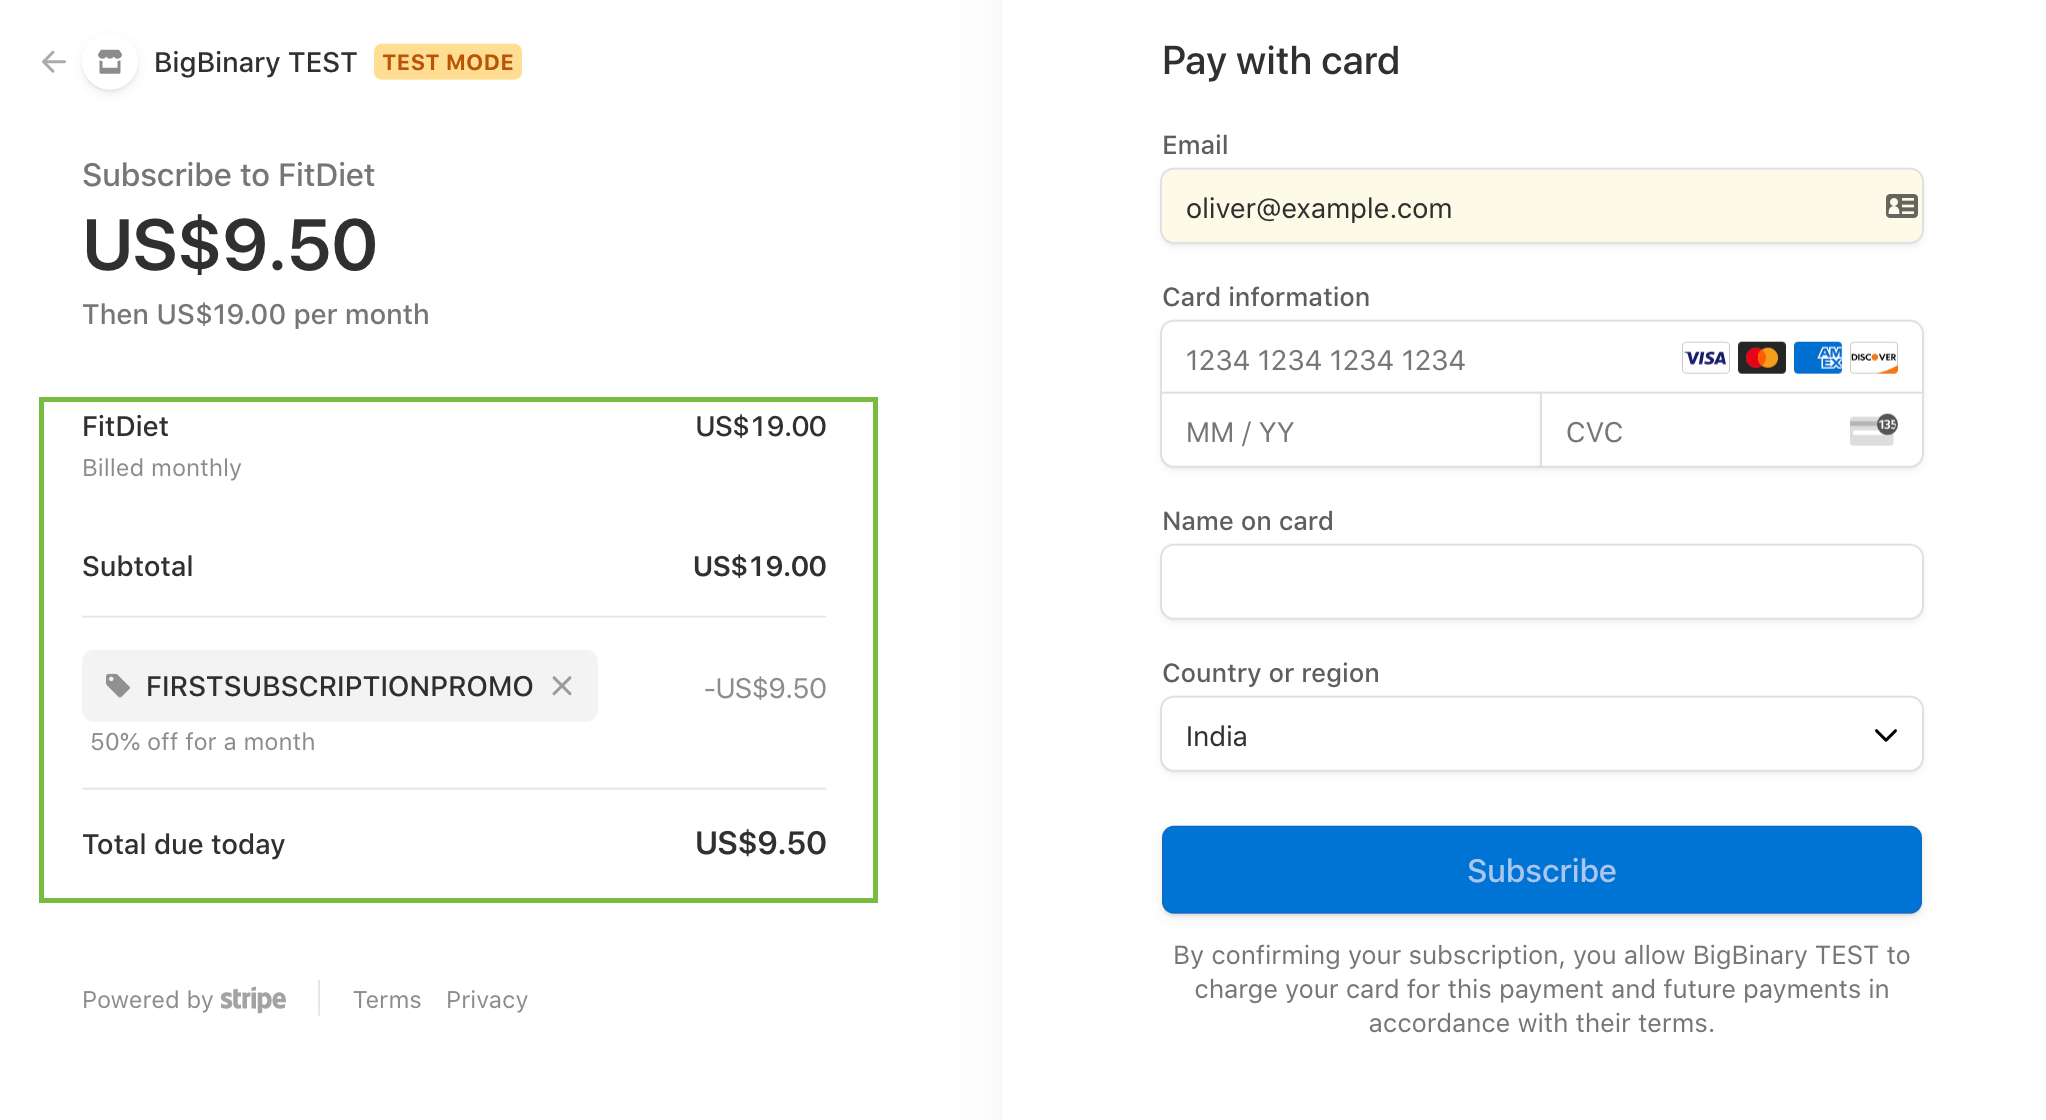 BigBinary TEST TEST MODE
Subscribe to FitDiet
US$9.50
Then US$19.00 per month
FitDiet US$19.00
Billed monthly
Subtotal US$19.00
FIRSTSUBSCRIPTIONPROMO -US$9.50
50% off for a month
Total due today US$9.50
Powered by stripe Terms Privacy
Pay with card
Email
oliver@example.com
Card information
1234 1234 1234 1234 VISA AM EX DISCOVER
MM / YY CVC 135
Name on card
Country or region
India
Subscribe
By confirming your subscription, you allow BigBinary TEST to
charge your card for this payment and future payments in
accordance with their terms.